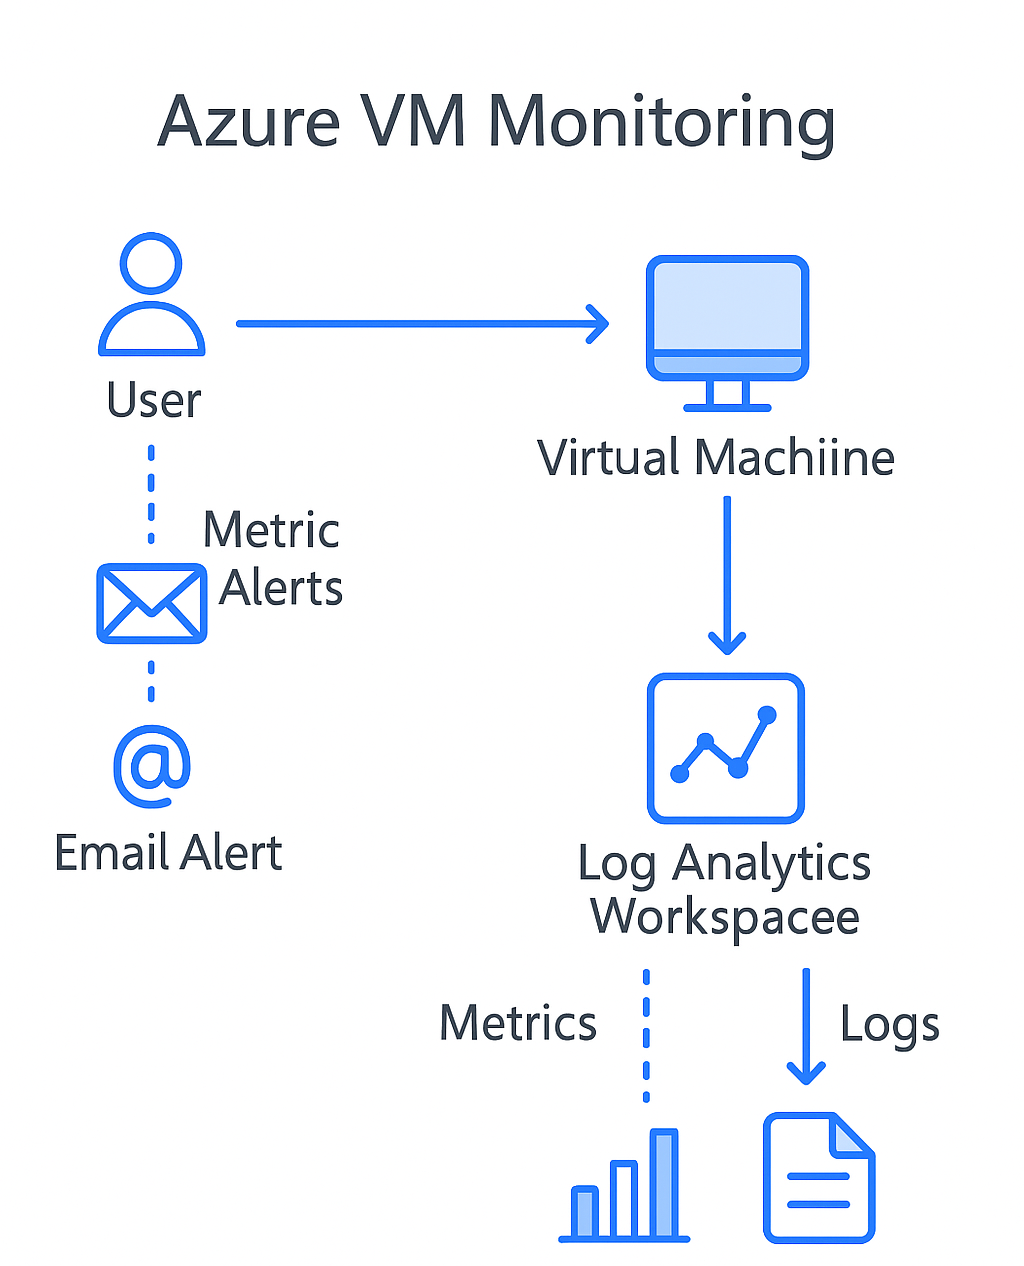 Azure VM Monitoring
User
Virtual Machiine
Metric
Alerts
@
Email Alert
Log Analytics
Workspacee
Metrics
Logs